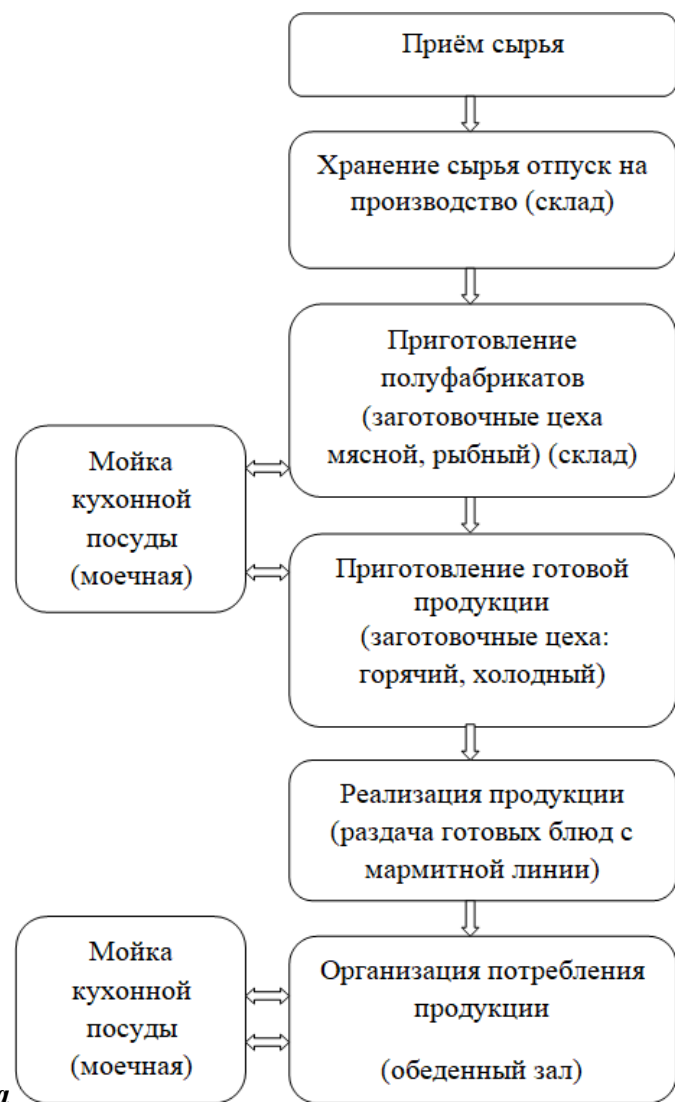 Приём сырья
Хранение сырья отпуск на
производство (склад)
Приготовление
полуфабрикатов
(заготовочные цеха
мясной, рыбный) (склад)
Мойка
кухонной
посуды
(моечная)
Приготовление готовой
продукции
(заготовочные цеха:
горячий, холодный)
Реализация продукции
(раздача готовых блюд с
мармитной линии)
Мойка
кухонной
посуды
(моечная)
Организация потребления
продукции
(обеденный зал)
а